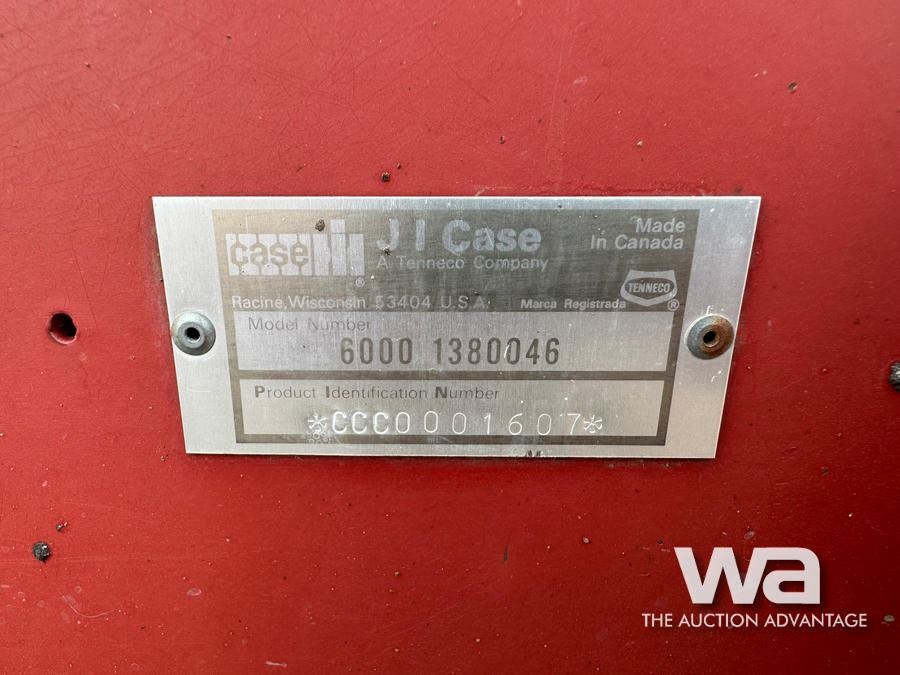 case IH
®
J I Case
A Tenneco Company
Made
In Canada
TENNECO
®
Racine, Wisconsin 53404 U.S.A.
Marca Registrada
Model Number
6000 1380046
Product Identification Number
*CCC0001607*
wa
THE AUCTION ADVANTAGE